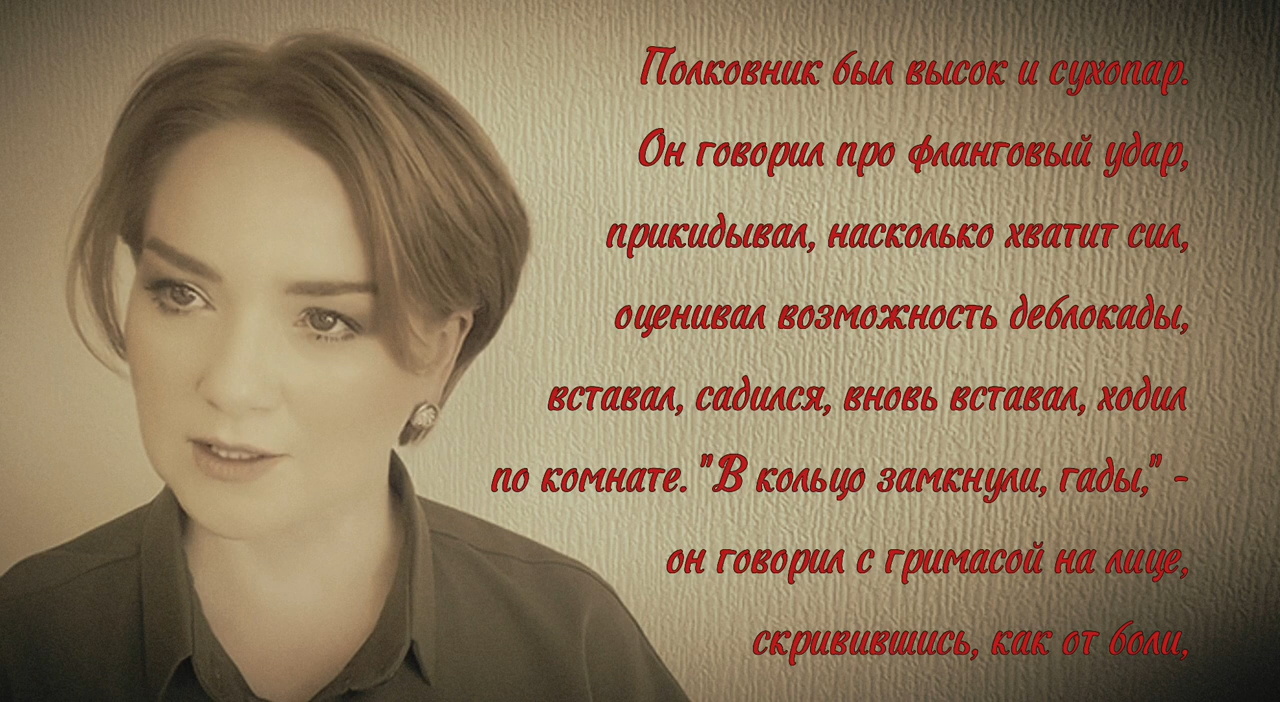 Полковник был высок и сухопар.
Он говорил про фланговый удар,
прикидывал, насколько хватит сил,
оценивал возможность деблокады,
вставал, садился, вновь вставал, ходил
по комнате. "В кольцо замкнули, гады," -
он говорил с гримасой на лице,
скривившись, как от боли,